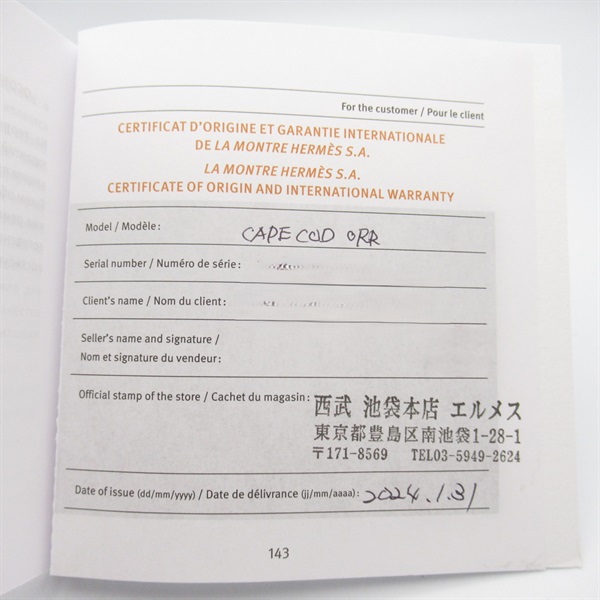 For the customer / Pour le client
CERTIFICAT D'ORIGINE ET GARANTIE INTERNATIONALE
DE LA MONTRE HERMÈS S.A.
LA MONTRE HERMÈS S.A.
CERTIFICATE OF ORIGIN AND INTERNATIONAL WARRANTY
Model / Modèle : CAPE COD ORR
Serial number / Numéro de série :
Client's name / Nom du client :
Seller's name and signature /
Nom et signature du vendeur :
Official stamp of the store / Cachet du magasin : 西武 池袋本店 エルメス
東京都豊島区南池袋1-28-1
〒171-8569 TEL03-5949-2624
Date of issue (dd/mm/yyyy) / Date de délivrance (jj/mm/aaaa) : 2024.1.31
143